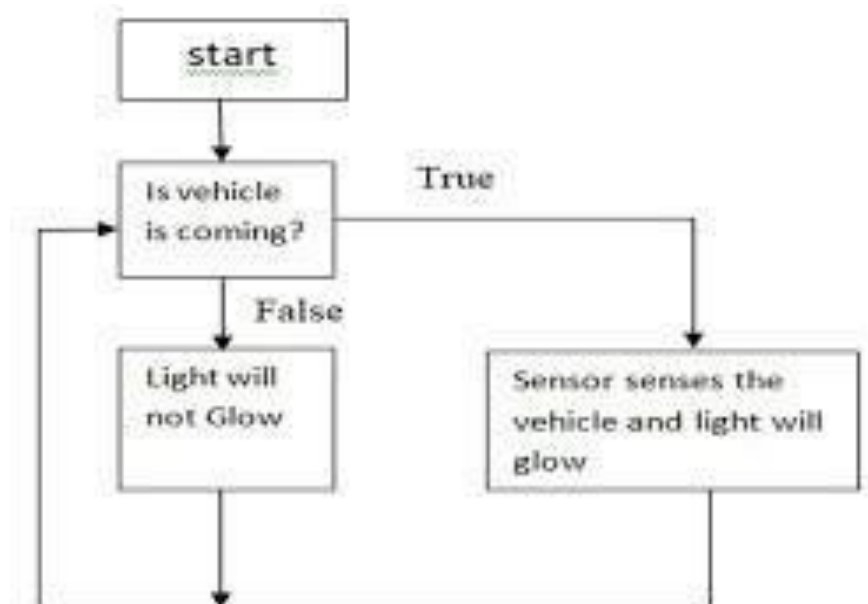 start
Is vehicle
is coming?
True
False
Light will
not Glow
Sensor senses the
vehicle and light will
glow